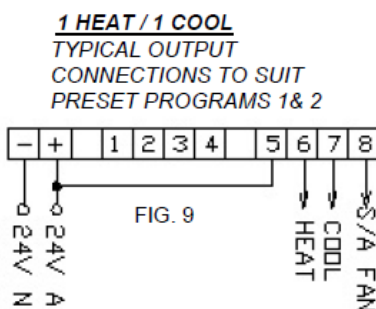 1 HEAT / 1 COOL
TYPICAL OUTPUT
CONNECTIONS TO SUIT
PRESET PROGRAMS 1& 2
- + 1 2 3 4 5 6 7 8
FIG. 9
24V N
24V A
HEAT
COOL
S/A FAN